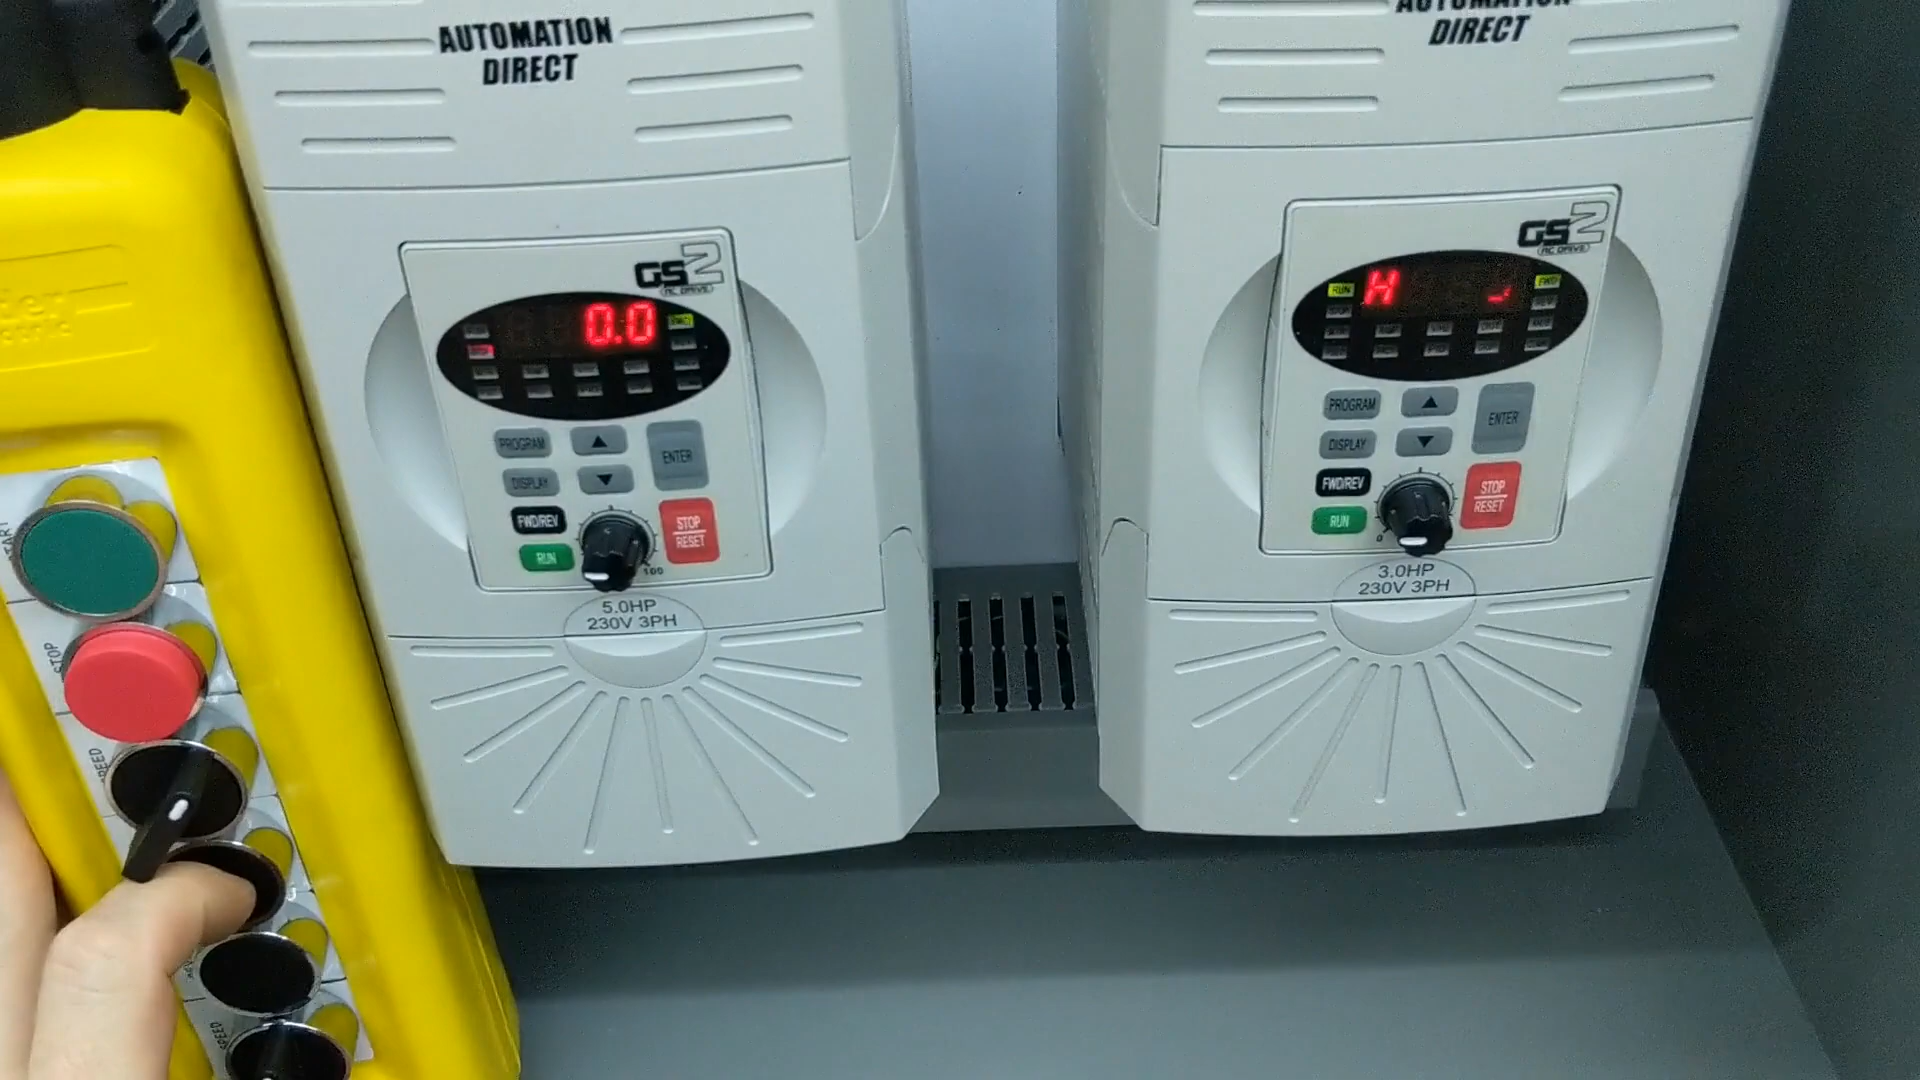 AUTOMATION
DIRECT
GS2
AC DRIVE
0.0
PROGRAM
DISPLAY
ENTER
FWD/REV
RUN
STOP
RESET
100
5.0HP
230V 3PH
AUTOMATION
DIRECT
GS2
AC DRIVE
RUN
H
FWD
PROGRAM
DISPLAY
ENTER
FWD/REV
RUN
STOP
RESET
0
3.0HP
230V 3PH
STOP
SPEED